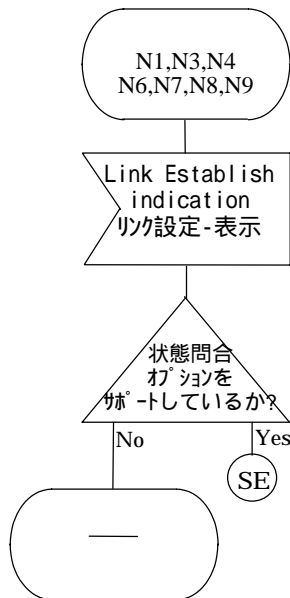 N1,N3,N4
N6,N7,N8,N9
Link Establish
indication
ﾘﾝｸ設定-表示
状態問合
ｵﾌﾟｼｮﾝを
ｻﾎﾟｰﾄしているか?
No
Yes
SE